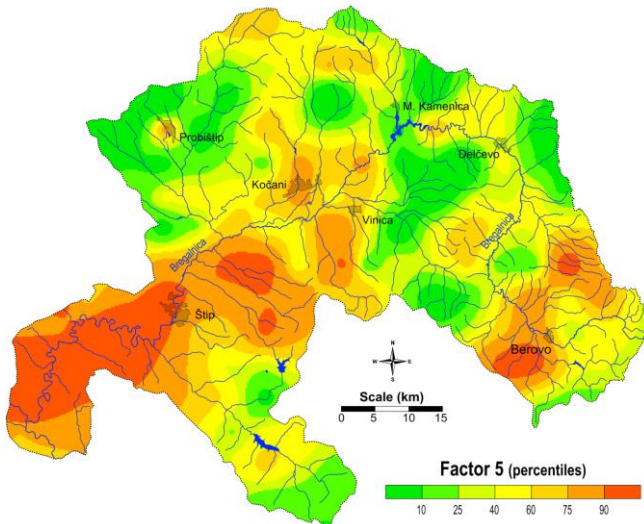 M. Kamenica
Probištip
Delčevo
Kočani
Vinica
Bregalnica
Bregalnica
Štip
Berovo
N
W E
S
Scale (km)
0 5 10 15
Factor 5 (percentiles)
10 25 40 60 75 90